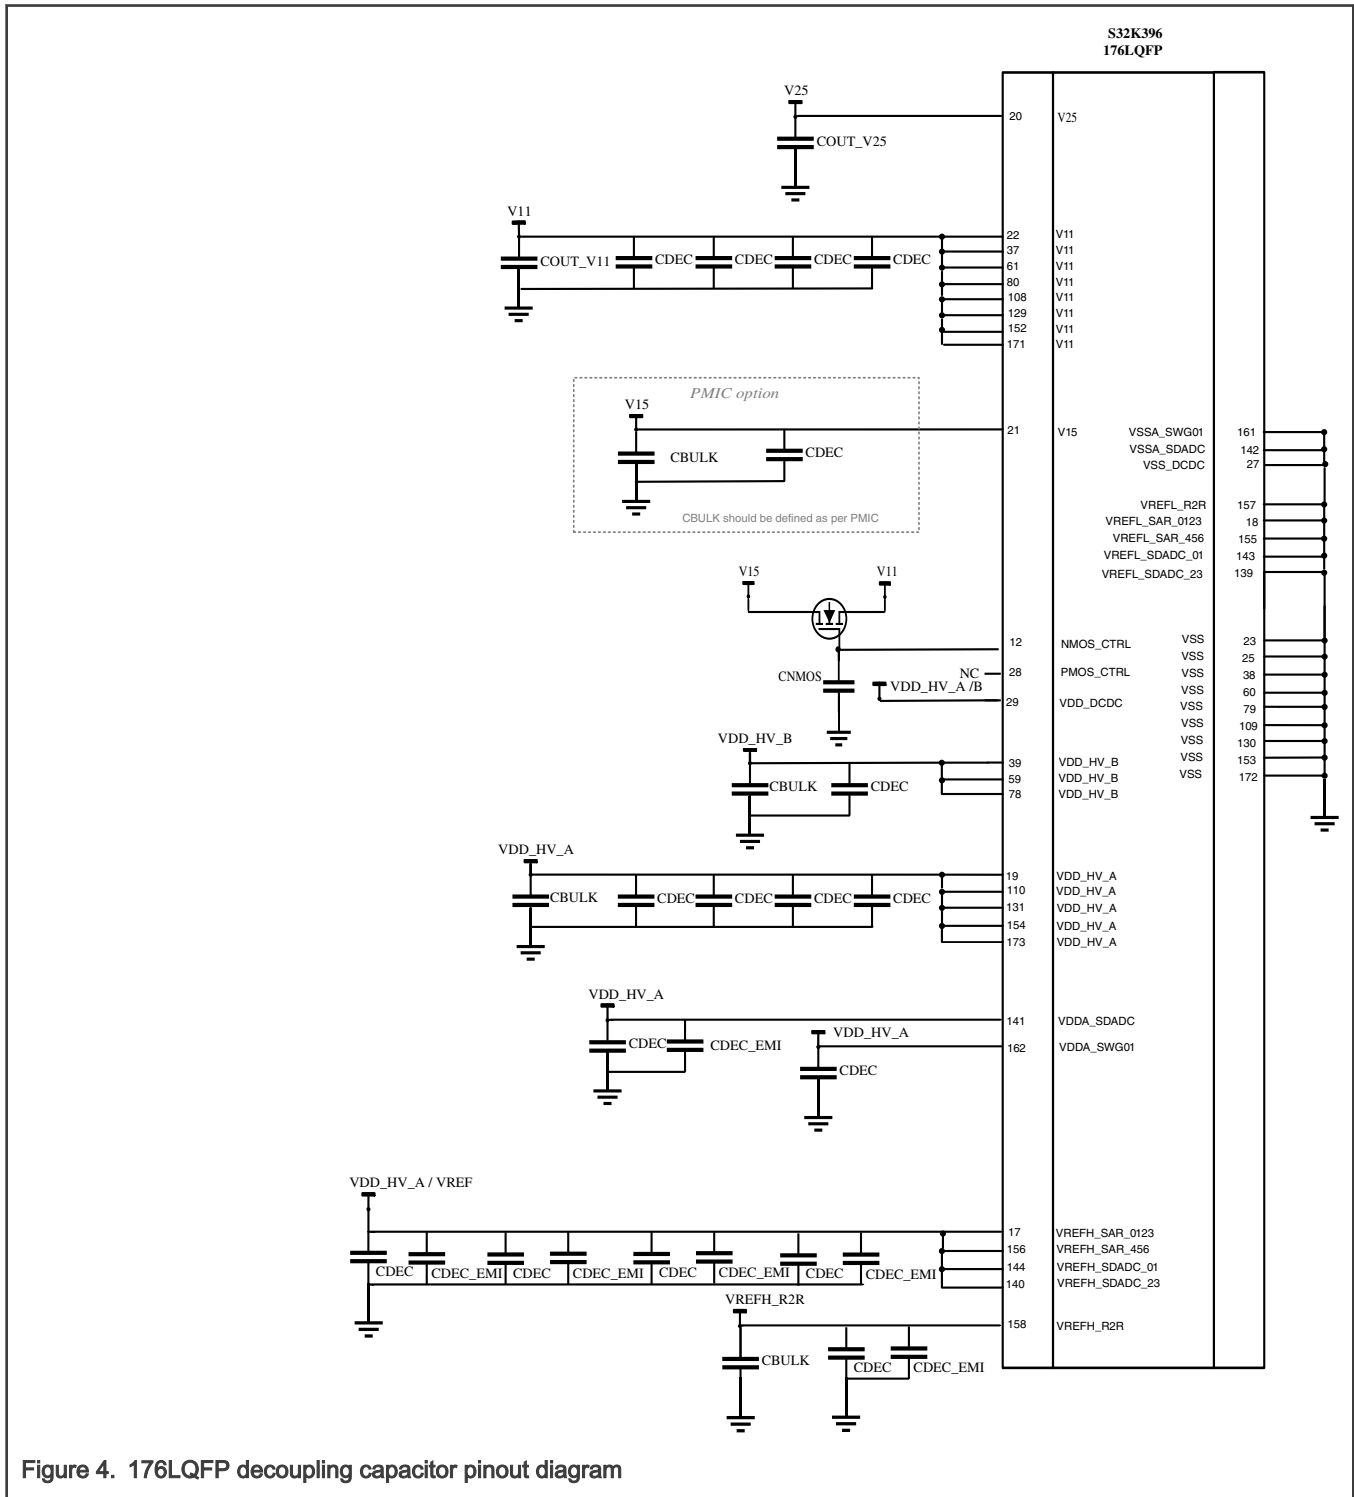 S32K396
176LQFP
V25
20 V25
COUT_V25
V11
COUT_V11 CDEC CDEC CDEC CDEC
22 V11
37 V11
61 V11
80 V11
108 V11
129 V11
152 V11
171 V11
PMIC option
V15
CBULK CDEC
CBULK should be defined as per PMIC
21 V15
VSSA_SWG01 161
VSSA_SDADC 142
VSS_DCDC 27
VREFL_R2R 157
VREFL_SAR_0123 18
VREFL_SAR_456 155
VREFL_SDADC_01 143
VREFL_SDADC_23 139
V15 V11
CNMOS
12 NMOS_CTRL
NC 28 PMOS_CTRL
VDD_HV_A /B
29 VDD_DCDC
VSS 23
VSS 25
VSS 38
VSS 60
VSS 79
VSS 109
VSS 130
VSS 153
VSS 172
VDD_HV_B
CBULK CDEC
39 VDD_HV_B
59 VDD_HV_B
78 VDD_HV_B
VDD_HV_A
CBULK CDEC CDEC CDEC CDEC
19 VDD_HV_A
110 VDD_HV_A
131 VDD_HV_A
154 VDD_HV_A
173 VDD_HV_A
VDD_HV_A
CDEC CDEC_EMI
141 VDDA_SDADC
VDD_HV_A
CDEC
162 VDDA_SWG01
VDD_HV_A / VREF
CDEC CDEC_EMI CDEC CDEC_EMI CDEC CDEC_EMI CDEC CDEC_EMI
17 VREFH_SAR_0123
156 VREFH_SAR_456
144 VREFH_SDADC_01
140 VREFH_SDADC_23
VREFH_R2R
CBULK CDEC CDEC_EMI
158 VREFH_R2R
Figure 4. 176LQFP decoupling capacitor pinout diagram